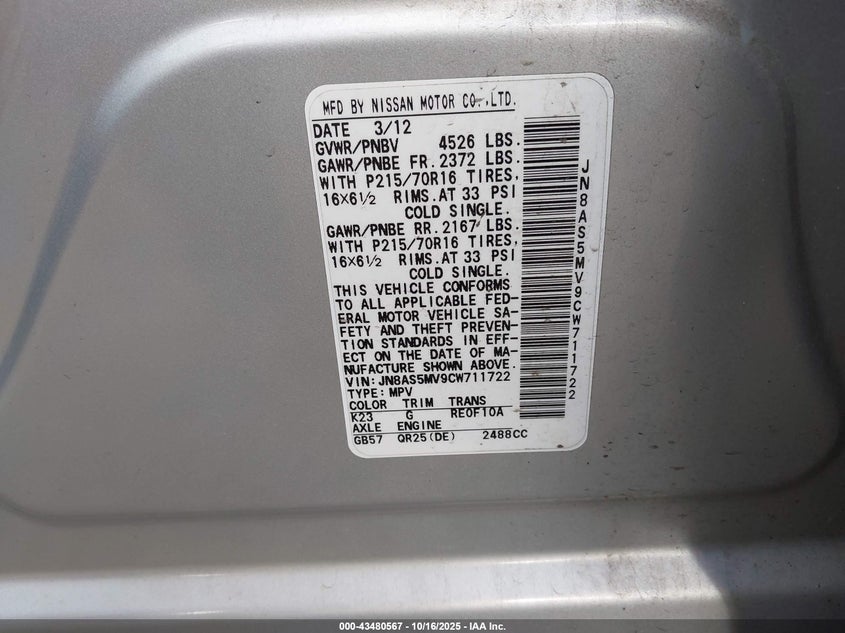 MFD BY NISSAN MOTOR CO.,LTD.
DATE 3/12
GVWR/PNBV 4526 LBS.
GAWR/PNBE FR. 2372 LBS.
WITH P215/70R16 TIRES,
16X6½ RIMS.AT 33 PSI
COLD SINGLE.
GAWR/PNBE RR. 2167 LBS.
WITH P215/70R16 TIRES,
16X6½ RIMS.AT 33 PSI
COLD SINGLE.
THIS VEHICLE CONFORMS
TO ALL APPLICABLE FED-
ERAL MOTOR VEHICLE SA-
FETY AND THEFT PREVEN-
TION STANDARDS IN EFF-
ECT ON THE DATE OF MA-
NUFACTURE SHOWN ABOVE.
VIN:JN8AS5MV9CW711722
TYPE:MPV
COLOR TRIM TRANS
K23 G RE0F10A
AXLE ENGINE
GB57 QR25(DE) 2488CC
JN8AS5MV9CW711722
000-43480567 - 10/16/2025 - IAA Inc.